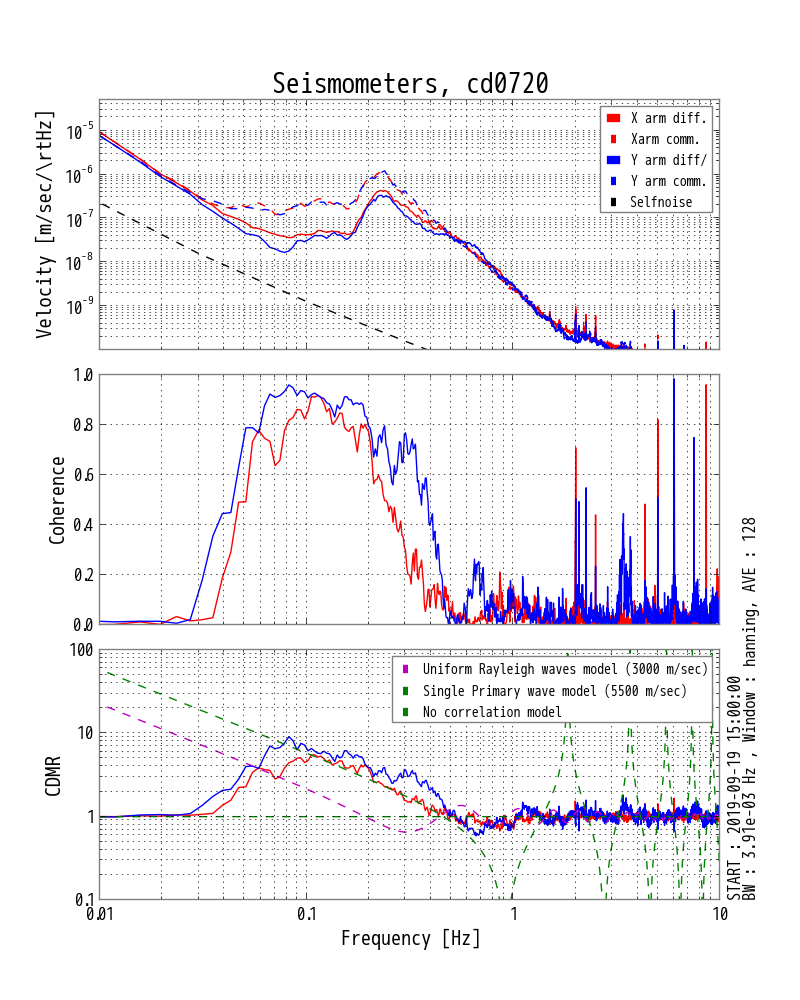 Seismometers, cd0720
Velocity [m/sec/\rtHz]
10^-5
10^-6
10^-7
10^-8
10^-9
X arm diff.
Xarm comm.
Y arm diff/
Y arm comm.
Selfnoise
Coherence
1.0
0.8
0.6
0.4
0.2
0.0
CDMR
100
10
1
0.1
Uniform Rayleigh waves model (3000 m/sec)
Single Primary wave model (5500 m/sec)
No correlation model
0.01
0.1
1
10
Frequency [Hz]
START : 2019-09-19 15:00:00
BW : 3.91e-03 Hz , Window : hanning, AVE : 128